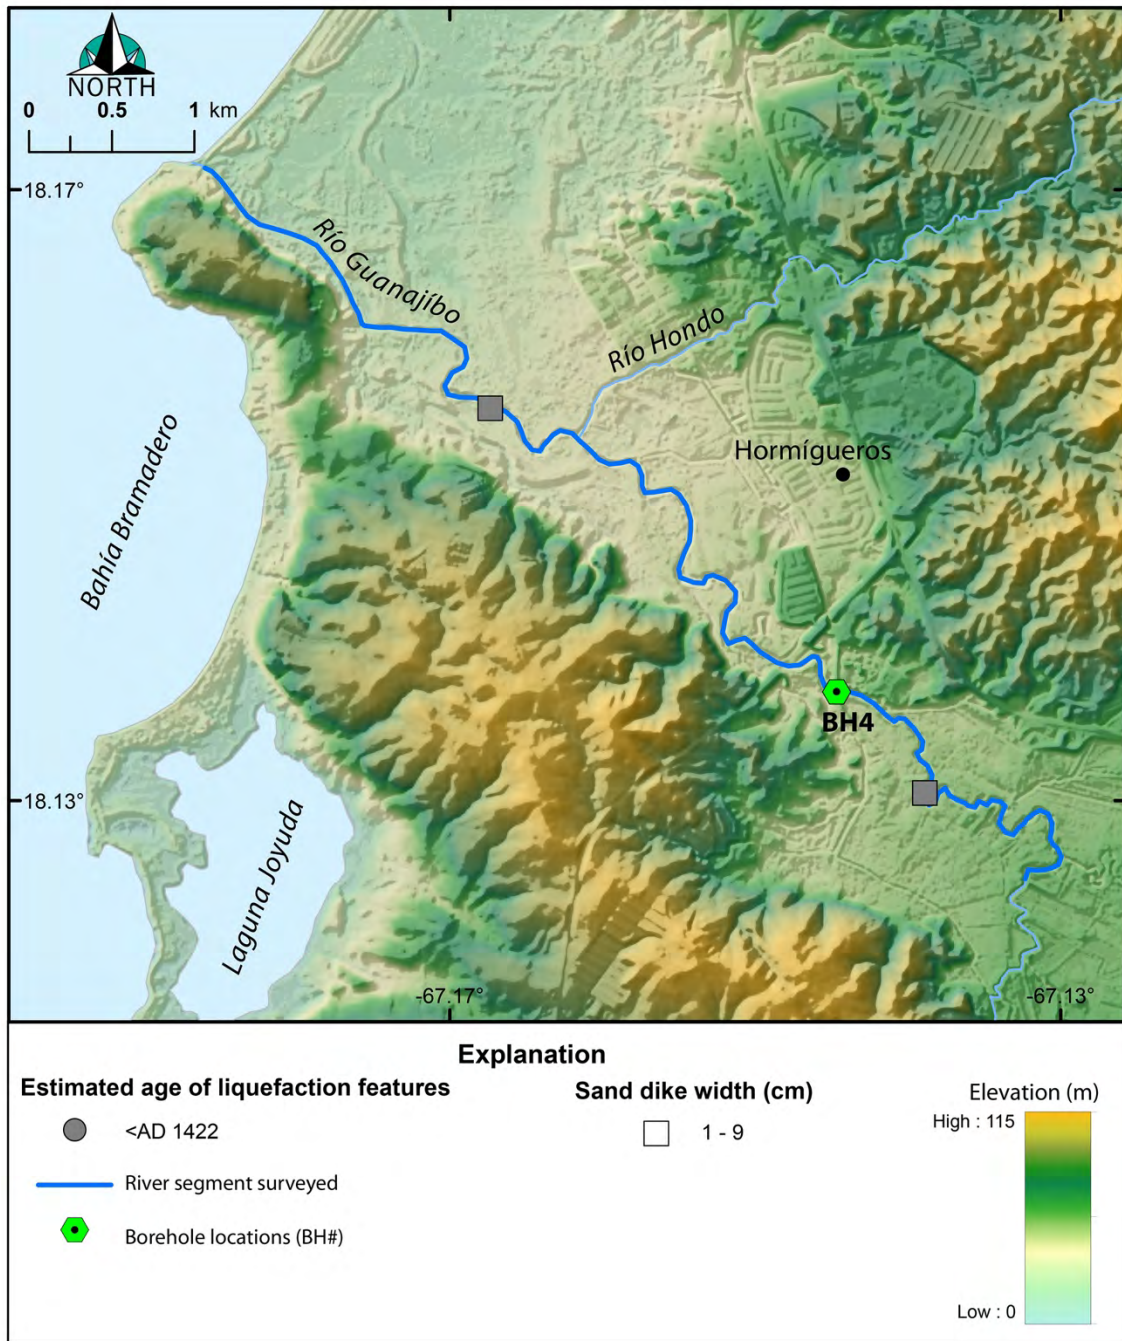 NORTH
0 0.5 1 km
18.17°
Río Guanajíbo
Río Hondo
Hormígueros
Bahía Bramadero
BH4
18.13°
Laguna Joyuda
-67.17°
-67.13°
Explanation
Estimated age of liquefaction features
<AD 1422
River segment surveyed
Borehole locations (BH#)
Sand dike width (cm)
1 - 9
Elevation (m)
High : 115
Low : 0